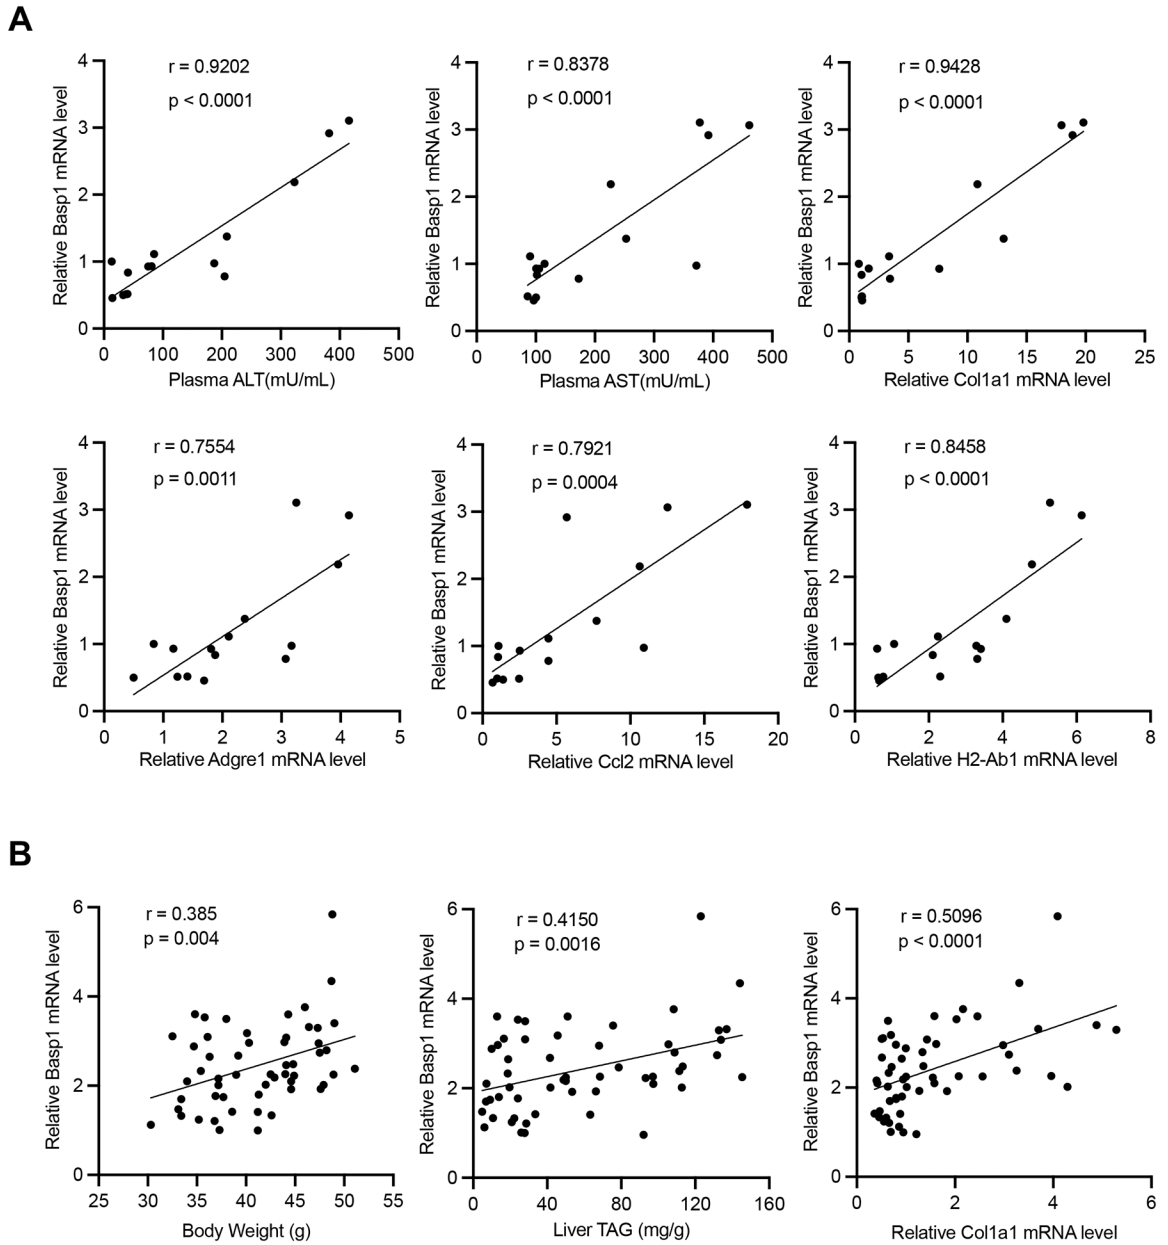 A
r = 0.9202
p < 0.0001
Relative Basp1 mRNA level
4
3
2
1
0
0 100 200 300 400 500
Plasma ALT(mU/mL)
r = 0.8378
p < 0.0001
Relative Basp1 mRNA level
4
3
2
1
0
0 100 200 300 400 500
Plasma AST(mU/mL)
r = 0.9428
p < 0.0001
Relative Basp1 mRNA level
4
3
2
1
0
0 5 10 15 20 25
Relative Col1a1 mRNA level
r = 0.7554
p = 0.0011
Relative Basp1 mRNA level
4
3
2
1
0
0 1 2 3 4 5
Relative Adgre1 mRNA level
r = 0.7921
p = 0.0004
Relative Basp1 mRNA level
4
3
2
1
0
0 5 10 15 20
Relative Ccl2 mRNA level
r = 0.8458
p < 0.0001
Relative Basp1 mRNA level
4
3
2
1
0
0 2 4 6 8
Relative H2-Ab1 mRNA level
B
r = 0.385
p = 0.004
Relative Basp1 mRNA level
6
4
2
0
25 30 35 40 45 50 55
Body Weight (g)
r = 0.4150
p = 0.0016
Relative Basp1 mRNA level
6
4
2
0
0 40 80 120 160
Liver TAG (mg/g)
r = 0.5096
p < 0.0001
Relative Basp1 mRNA level
6
4
2
0
0 2 4 6
Relative Col1a1 mRNA level